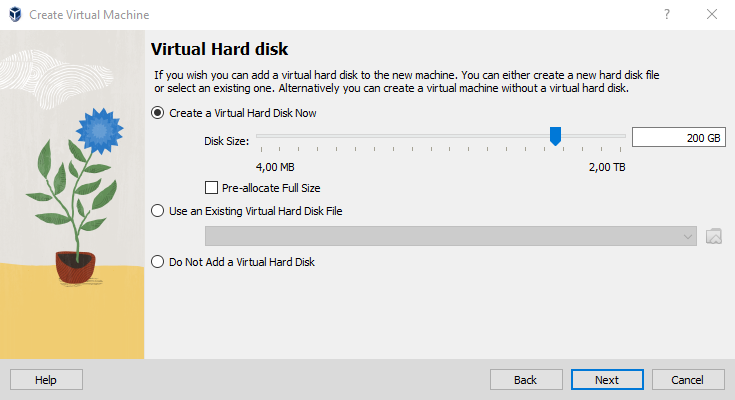 Create Virtual Machine
?
Virtual Hard disk
If you wish you can add a virtual hard disk to the new machine. You can either create a new hard disk file
or select an existing one. Alternatively you can create a virtual machine without a virtual hard disk.
Create a Virtual Hard Disk Now
Disk Size:
200 GB
4,00 MB
2,00 TB
Pre-allocate Full Size
Use an Existing Virtual Hard Disk File
Do Not Add a Virtual Hard Disk
Help
Back
Next
Cancel